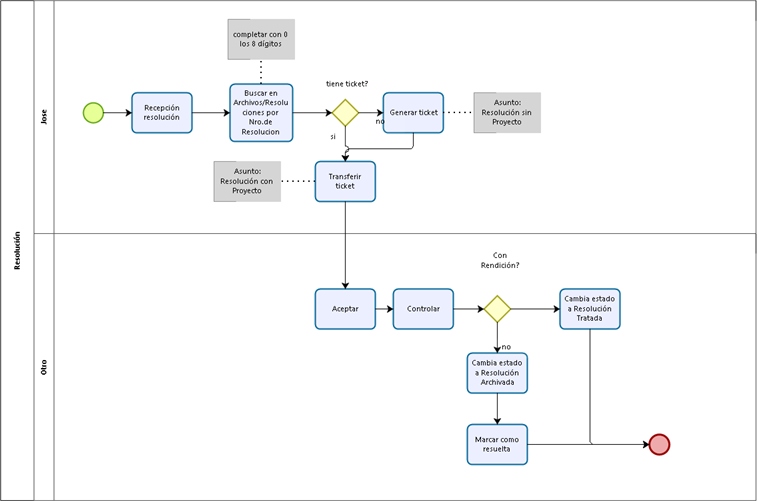 Resolución
Jose
completar con 0
los 8 dígitos
tiene ticket?
Recepción
resolución
Buscar en
Archivos/Resolu
ciones por
Nro.de
Resolucion
no
Generar ticket
Asunto:
Resolución sin
Proyecto
si
Asunto:
Resolución con
Proyecto
Transferir
ticket
Otro
Con
Rendición?
Aceptar
Controlar
Cambia estado
a Resolución
Tratada
no
Cambia estado
a Resolución
Archivada
Marcar como
resuelta